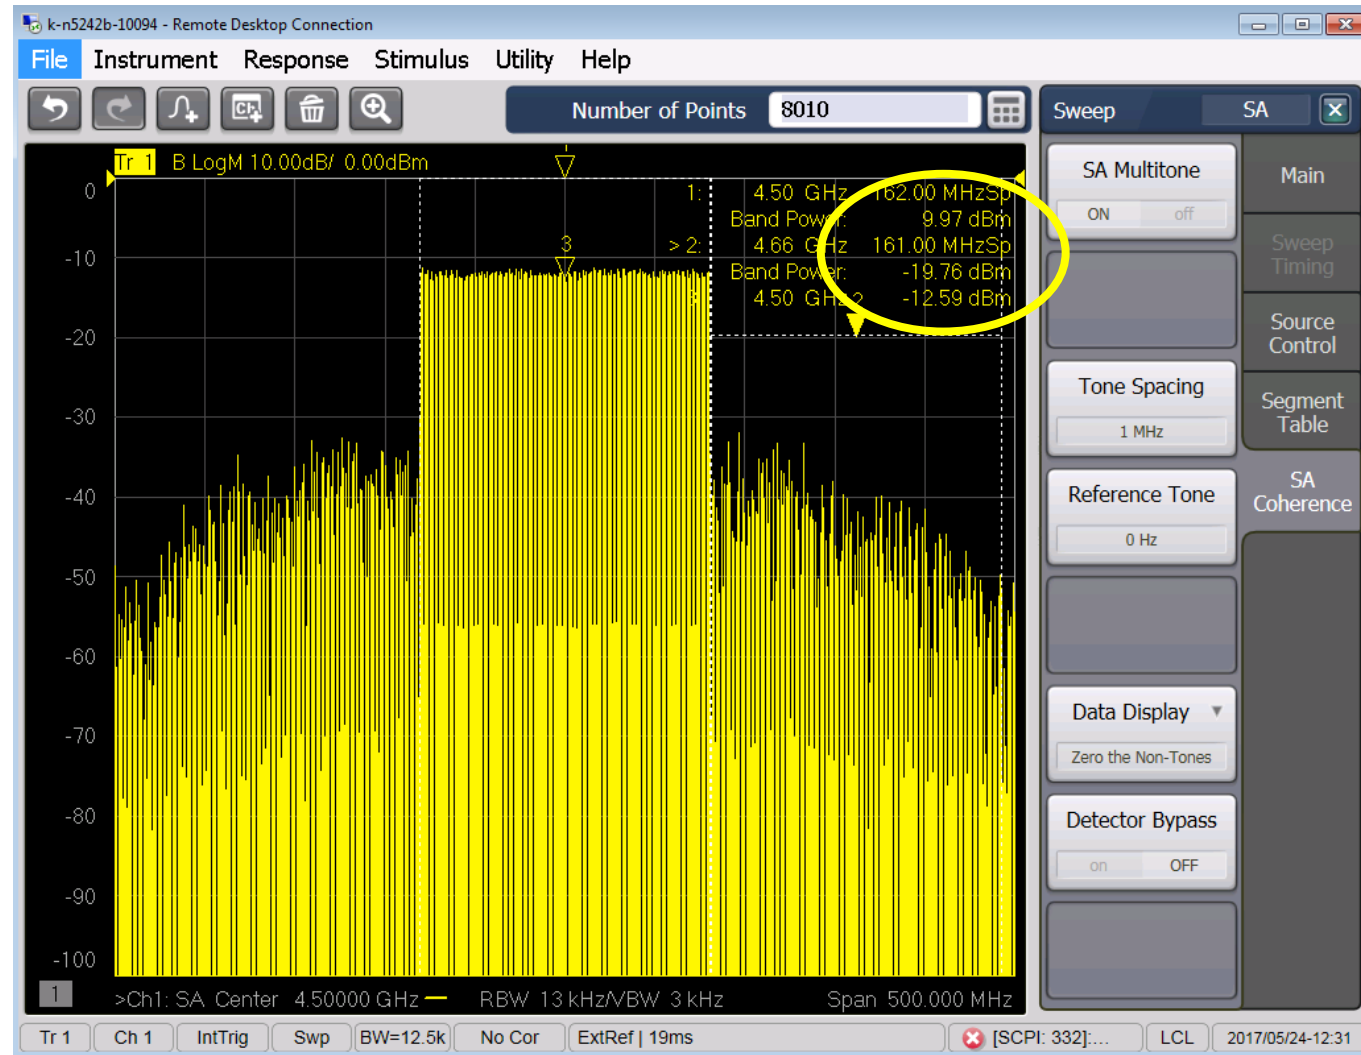 k-n5242b-10094 - Remote Desktop Connection
File Instrument Response Stimulus Utility Help
Number of Points 8010
Sweep SA
Tr 1 B LogM 10.00dB/ 0.00dBm
1: 4.50 GHz 162.00 MHzSp
Band Power: 9.97 dBm
> 2: 4.66 GHz 161.00 MHzSp
Band Power: -19.76 dBm
4.50 GHz -12.59 dBm
3
2
0
-10
-20
-30
-40
-50
-60
-70
-80
-90
-100
1 >Ch1: SA Center 4.50000 GHz RBW 13 kHz/VBW 3 kHz Span 500.000 MHz
SA Multitone
ON off
Tone Spacing
1 MHz
Reference Tone
0 Hz
Data Display
Zero the Non-Tones
Detector Bypass
on OFF
Main
Sweep
Timing
Source
Control
Segment
Table
SA
Coherence
Tr 1 Ch 1 IntTrig Swp BW=12.5k No Cor ExtRef | 19ms [SCPI: 332]:... LCL 2017/05/24-12:31